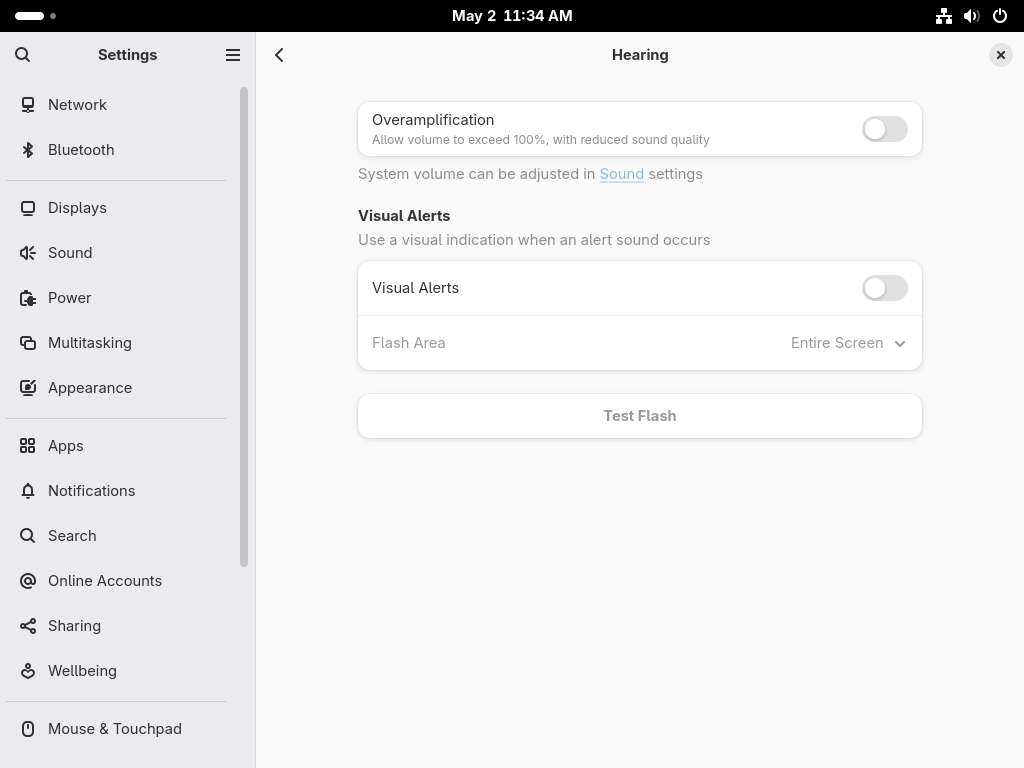 May 2  11:34 AM
Settings
Hearing
Network
Bluetooth
Displays
Sound
Power
Multitasking
Appearance
Apps
Notifications
Search
Online Accounts
Sharing
Wellbeing
Mouse & Touchpad
Overamplification
Allow volume to exceed 100%, with reduced sound quality
System volume can be adjusted in Sound settings
Visual Alerts
Use a visual indication when an alert sound occurs
Visual Alerts
Flash Area
Entire Screen
Test Flash